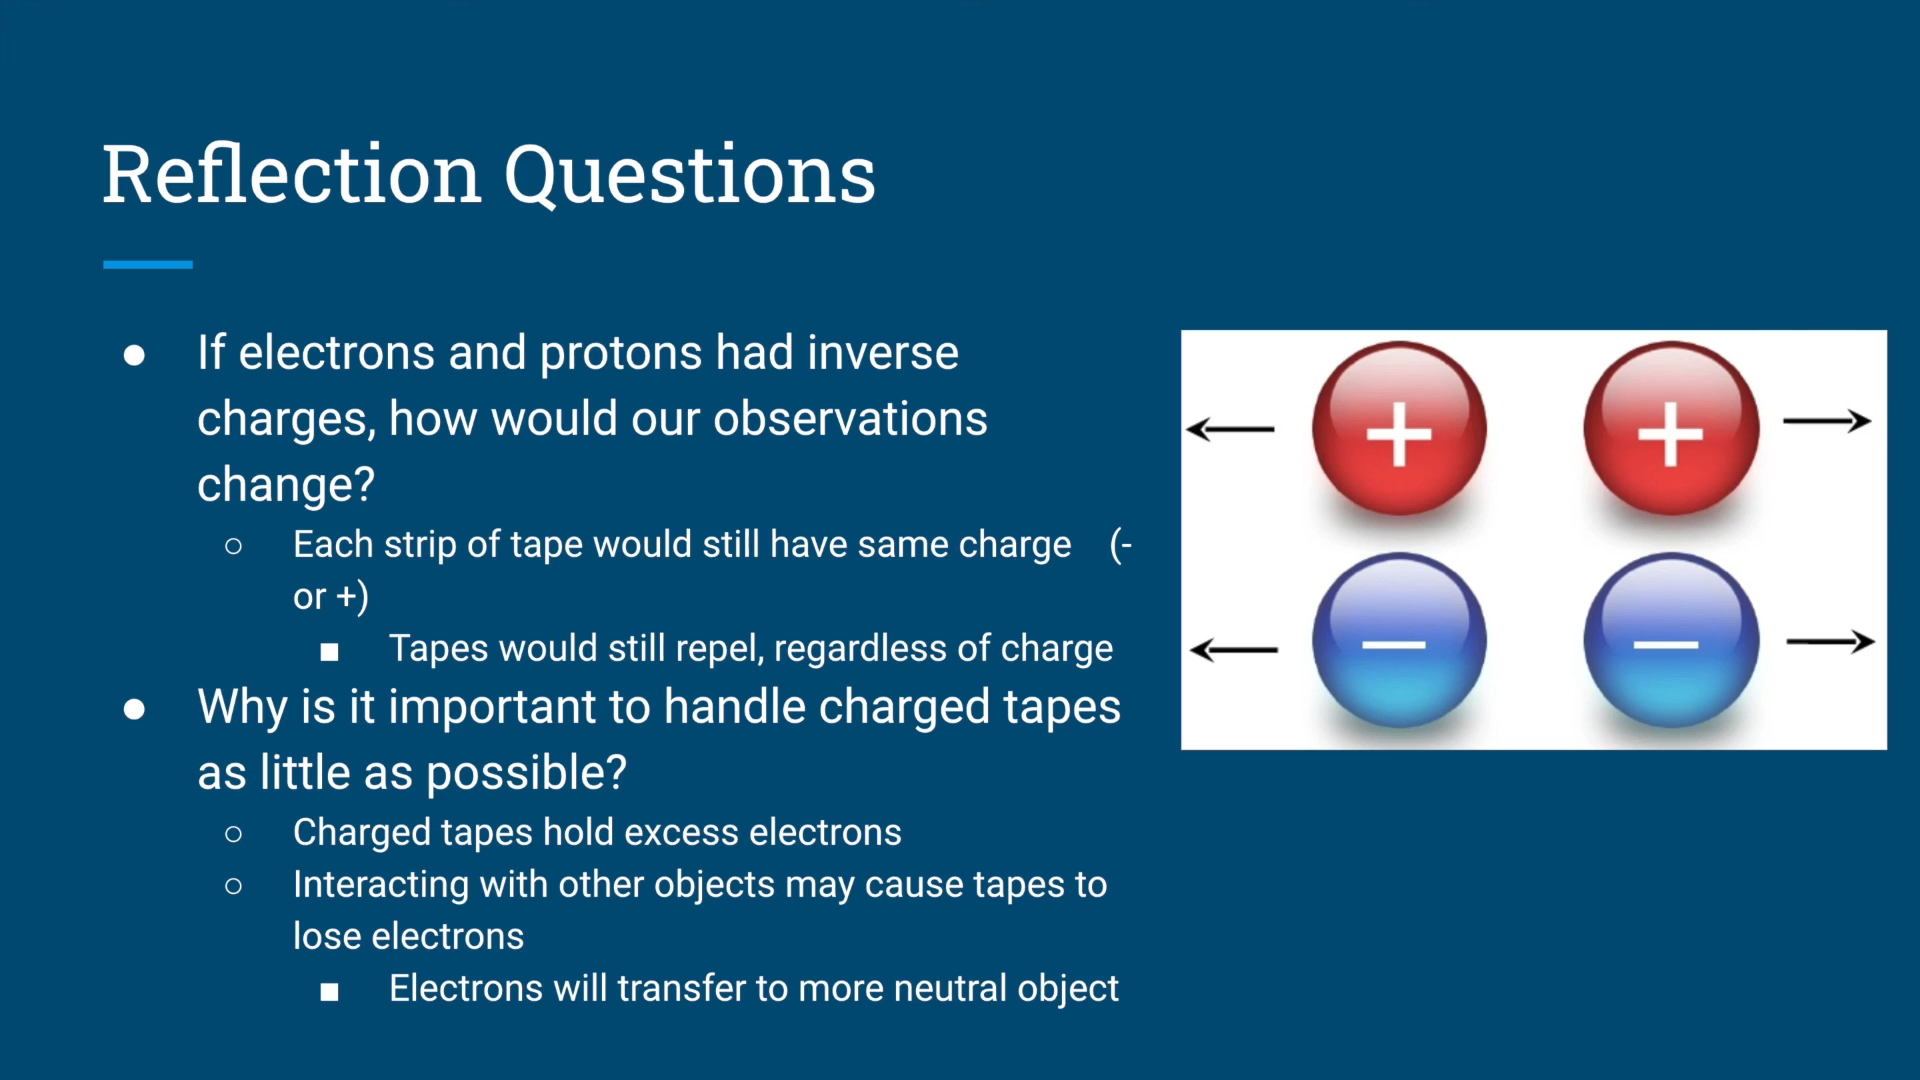 Reflection Questions
● If electrons and protons had inverse
charges, how would our observations
change?
○ Each strip of tape would still have same charge (-
or +)
■ Tapes would still repel, regardless of charge
● Why is it important to handle charged tapes
as little as possible?
○ Charged tapes hold excess electrons
○ Interacting with other objects may cause tapes to
lose electrons
■ Electrons will transfer to more neutral object
+ +
− −